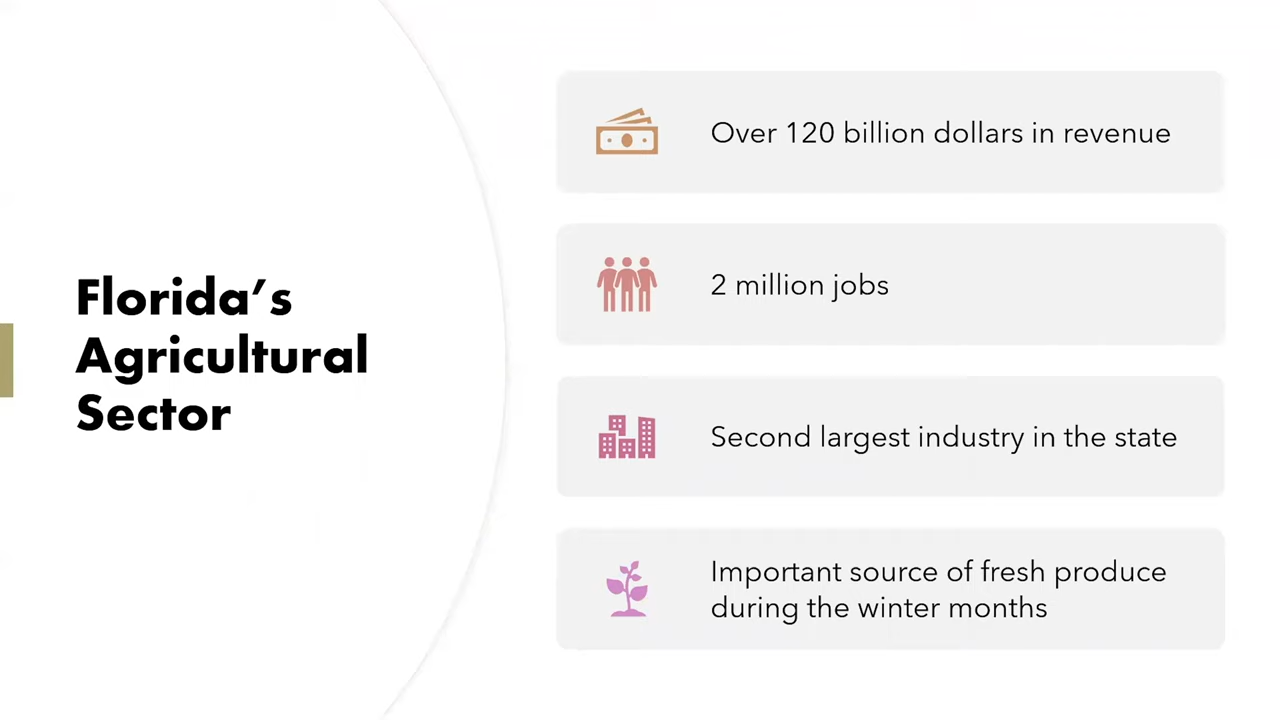 Florida’s
Agricultural
Sector
Over 120 billion dollars in revenue
2 million jobs
Second largest industry in the state
Important source of fresh produce
during the winter months